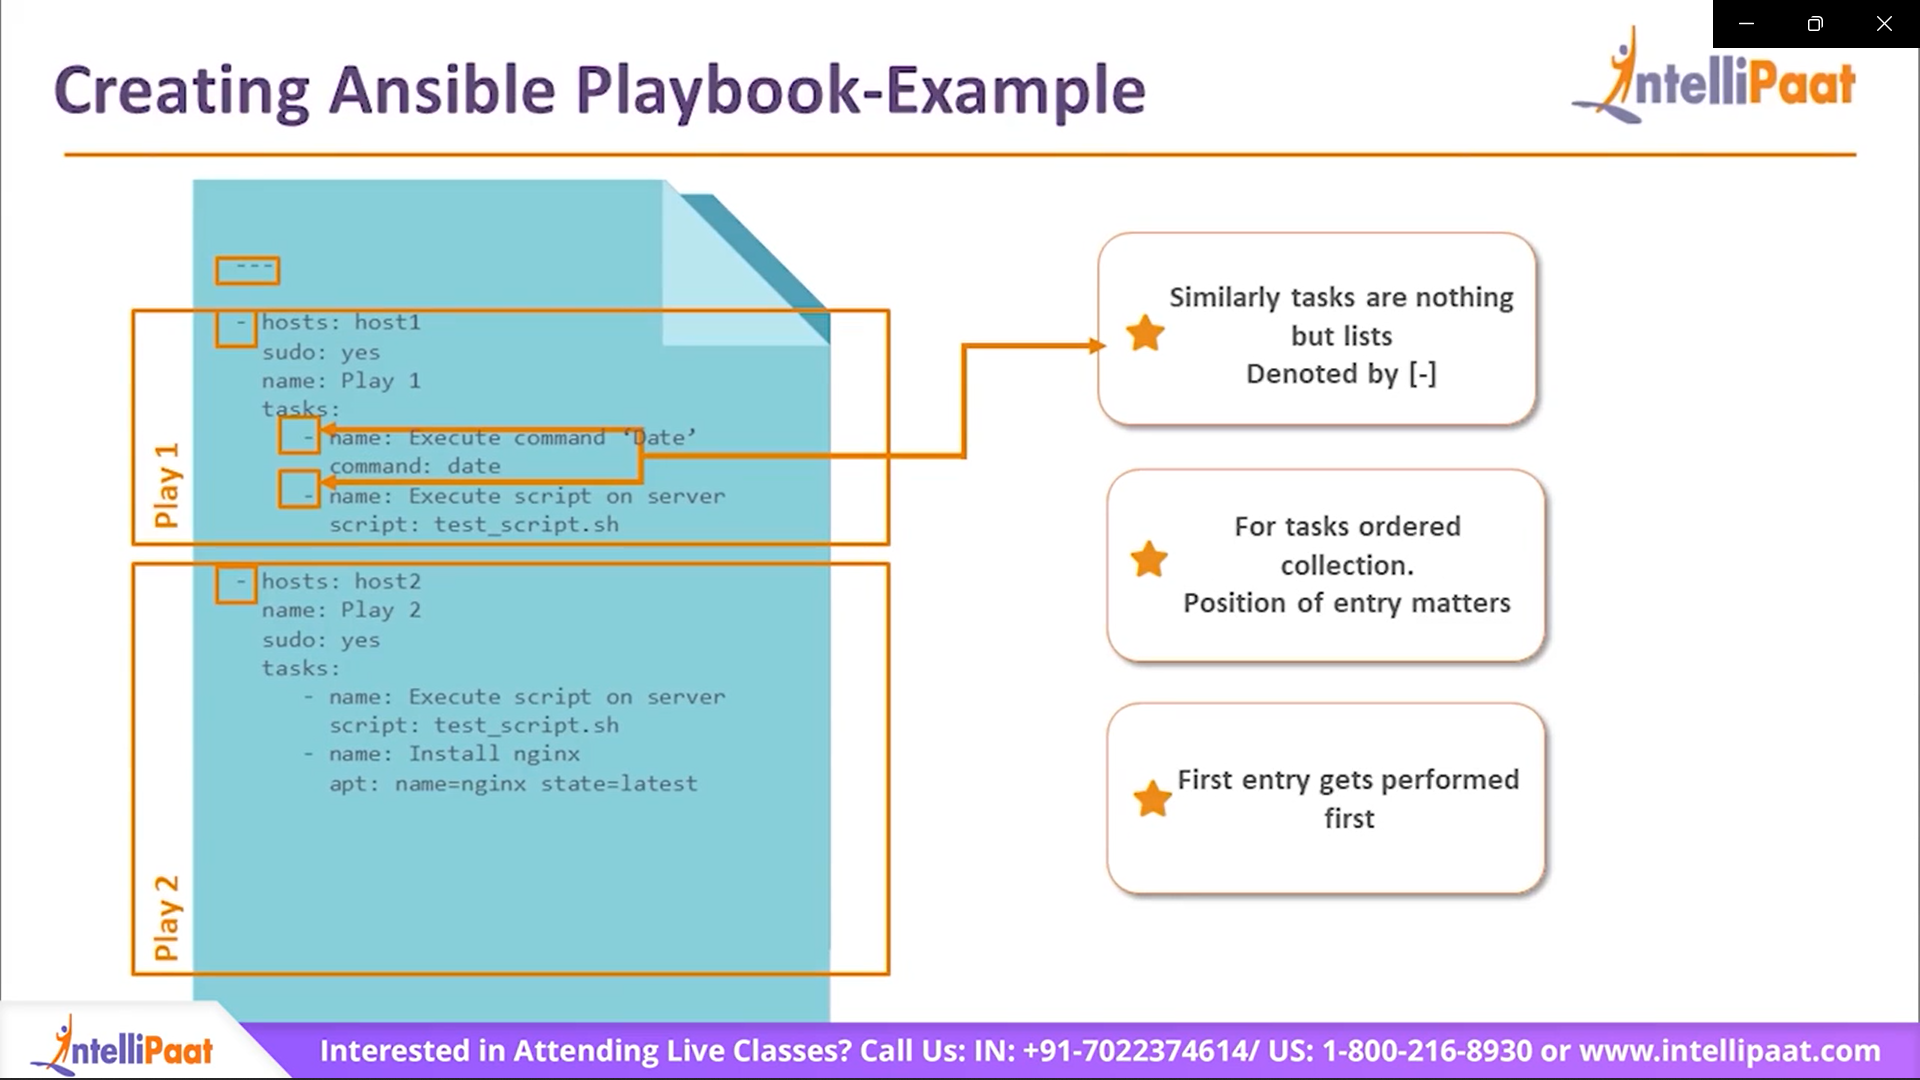 Creating Ansible Playbook-Example
IntelliPaat
---
- hosts: host1
sudo: yes
name: Play 1
tasks:
- name: Execute command ‘Date’
command: date
- name: Execute script on server
script: test_script.sh
Play 1
- hosts: host2
name: Play 2
sudo: yes
tasks:
- name: Execute script on server
script: test_script.sh
- name: Install nginx
apt: name=nginx state=latest
Play 2
Similarly tasks are nothing
but lists
Denoted by [-]
For tasks ordered
collection.
Position of entry matters
First entry gets performed
first
IntelliPaat
Interested in Attending Live Classes? Call Us: IN: +91-7022374614/ US: 1-800-216-8930 or www.intellipaat.com